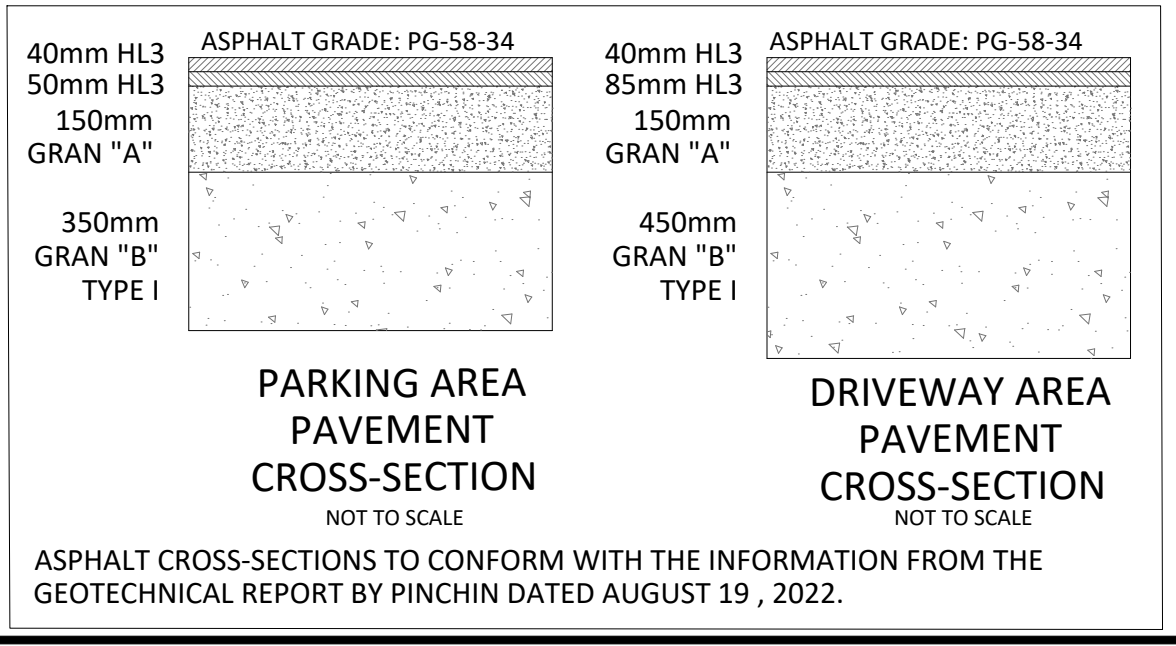 ASPHALT GRADE: PG-58-34
40mm HL3
50mm HL3
150mm
GRAN "A"
350mm
GRAN "B"
TYPE I
PARKING AREA
PAVEMENT
CROSS-SECTION
NOT TO SCALE
ASPHALT GRADE: PG-58-34
40mm HL3
85mm HL3
150mm
GRAN "A"
450mm
GRAN "B"
TYPE I
DRIVEWAY AREA
PAVEMENT
CROSS-SECTION
NOT TO SCALE
ASPHALT CROSS-SECTIONS TO CONFORM WITH THE INFORMATION FROM THE
GEOTECHNICAL REPORT BY PINCHIN DATED AUGUST 19 , 2022.